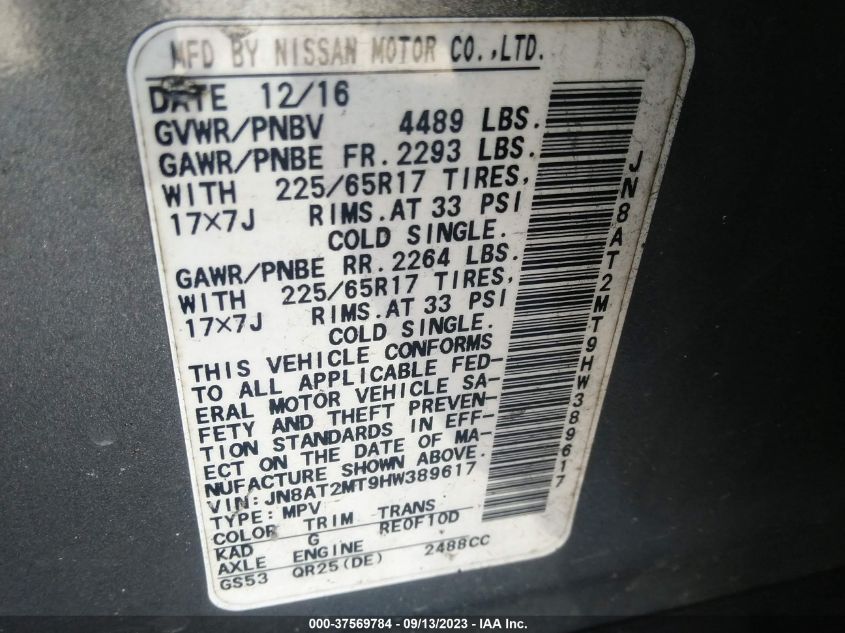 MFD BY NISSAN MOTOR CO.,LTD.
DATE 12/16
GVWR/PNBV 4489 LBS.
GAWR/PNBE FR. 2293 LBS.
WITH 225/65R17 TIRES,
17×7J RIMS.AT 33 PSI
COLD SINGLE.
GAWR/PNBE RR. 2264 LBS.
WITH 225/65R17 TIRES,
17×7J RIMS.AT 33 PSI
COLD SINGLE.
THIS VEHICLE CONFORMS
TO ALL APPLICABLE FED-
ERAL MOTOR VEHICLE SA-
FETY AND THEFT PREVEN-
TION STANDARDS IN EFF-
ECT ON THE DATE OF MA-
NUFACTURE SHOWN ABOVE.
VIN:JN8AT2MT9HW389617
TYPE:MPV
COLOR TRIM TRANS
KAD G RE0F10D
AXLE ENGINE
GS53 QR25(DE) 2488CC
JN8AT2MT9HW389617
000-37569784 - 09/13/2023 - IAA Inc.